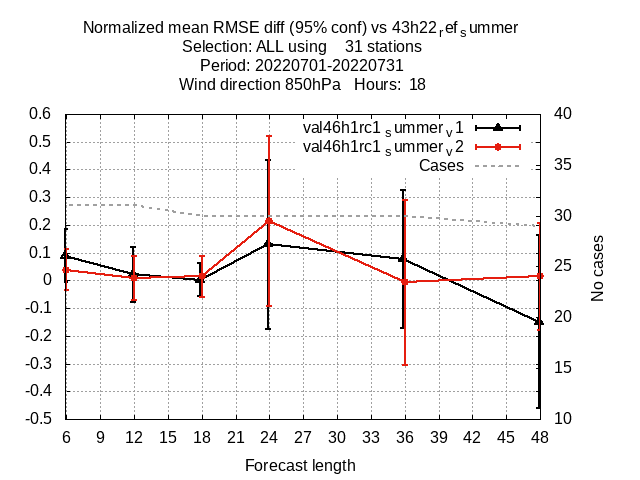 Normalized mean RMSE diff (95% conf) vs 43h22refsummer
Selection: ALL using 31 stations
Period: 20220701-20220731
Wind direction 850hPa Hours: 18
val46h1rc1summerv1
val46h1rc1summerv2
Cases
0.6
0.5
0.4
0.3
0.2
0.1
0
-0.1
-0.2
-0.3
-0.4
-0.5
40
35
30
25
20
15
10
No cases
6 9 12 15 18 21 24 27 30 33 36 39 42 45 48
Forecast length